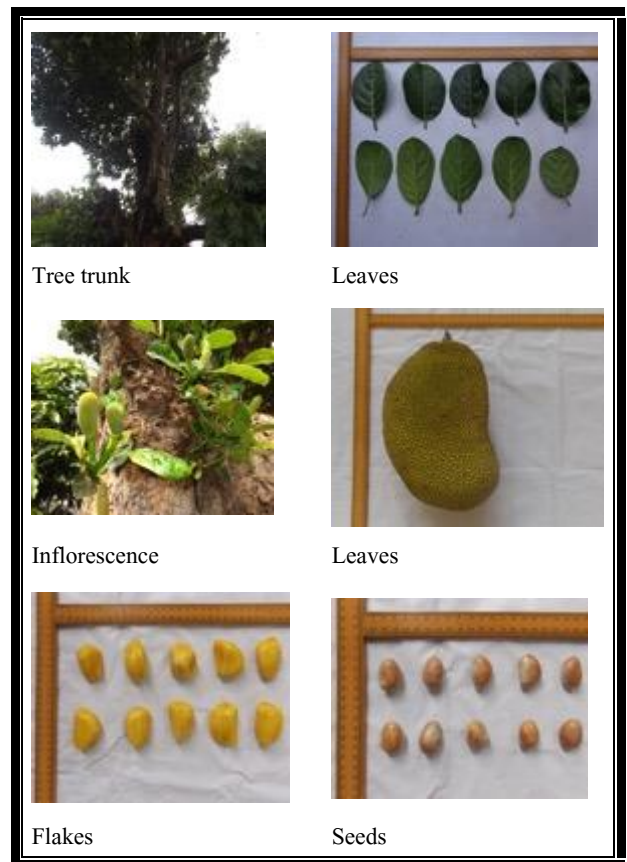 Tree trunk
Leaves
Inflorescence
Leaves
Flakes
Seeds